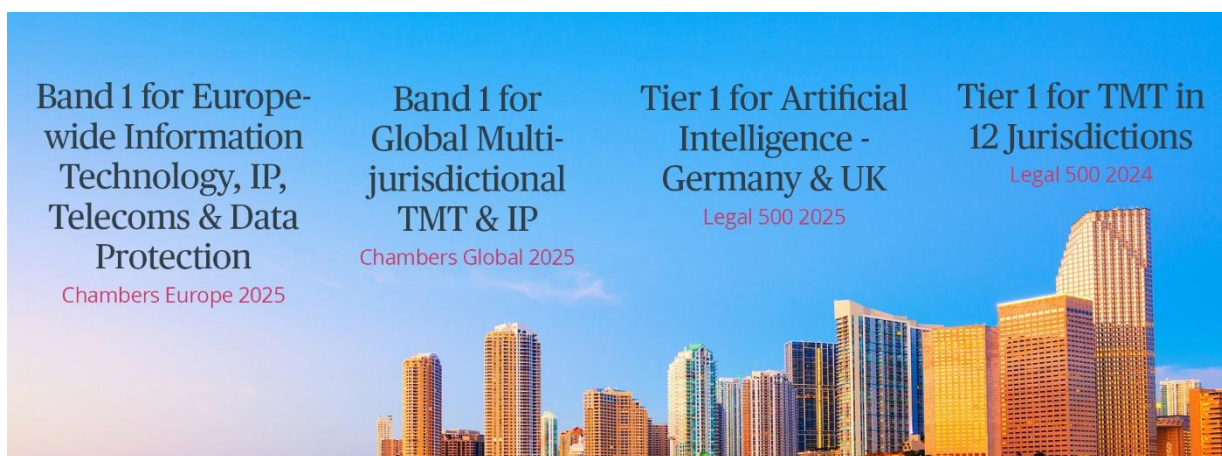 Band 1 for Europe-
wide Information
Technology, IP,
Telecoms & Data
Protection
Chambers Europe 2025
Band 1 for
Global Multi-
jurisdictional
TMT & IP
Chambers Global 2025
Tier 1 for Artificial
Intelligence -
Germany & UK
Legal 500 2025
Tier 1 for TMT in
12 Jurisdictions
Legal 500 2024